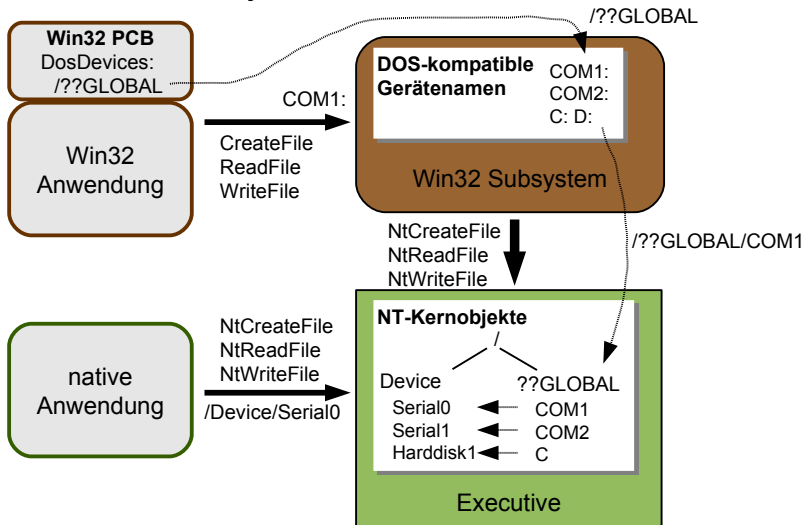 /??GLOBAL
Win32 PCB
DosDevices:
/??GLOBAL
Win32
Anwendung
COM1:
CreateFile
ReadFile
WriteFile
DOS-kompatible
Gerätenamen
COM1:
COM2:
C: D:
Win32 Subsystem
NtCreateFile
NtReadFile
NtWriteFile
/??GLOBAL/COM1
native
Anwendung
NtCreateFile
NtReadFile
NtWriteFile
/Device/Serial0
NT-Kernobjekte
/
Device ??GLOBAL
Serial0 COM1
Serial1 COM2
Harddisk1 C
Executive